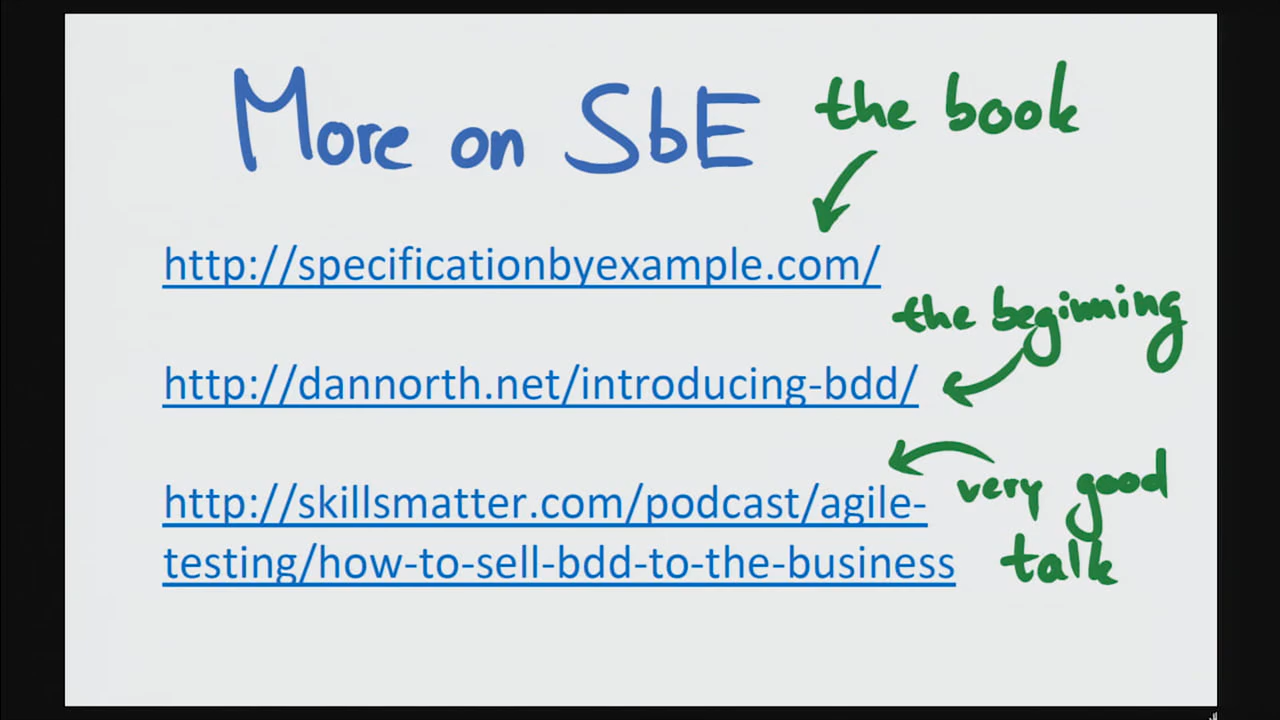 More on SbE
the book
http://specificationbyexample.com/
the beginning
http://dannorth.net/introducing-bdd/
very good
talk
http://skillsmatter.com/podcast/agile-
testing/how-to-sell-bdd-to-the-business